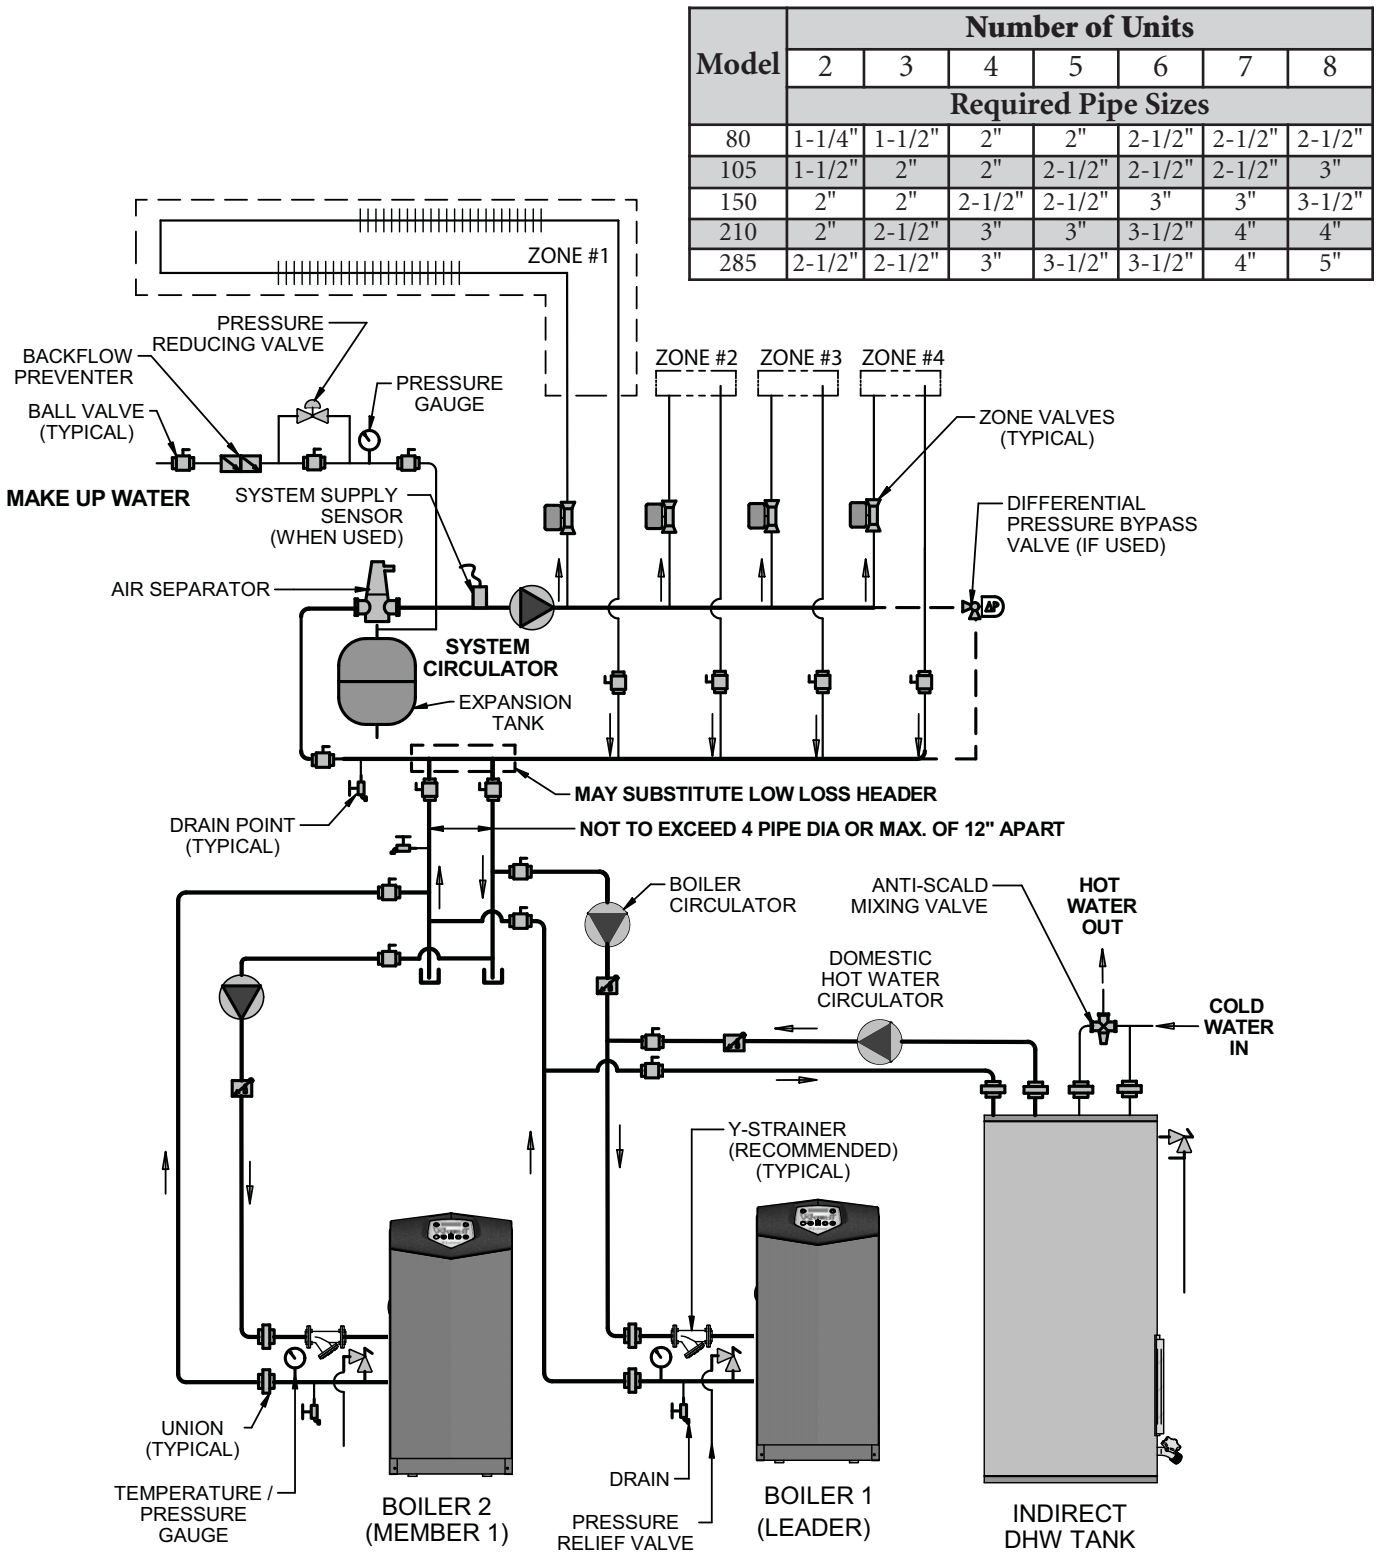 Number of Units
Model 2 3 4 5 6 7 8
Required Pipe Sizes
80 1-1/4" 1-1/2" 2" 2" 2-1/2" 2-1/2" 2-1/2"
105 1-1/2" 2" 2" 2-1/2" 2-1/2" 2-1/2" 3"
150 2" 2" 2-1/2" 2-1/2" 3" 3" 3-1/2"
210 2" 2-1/2" 3" 3" 3-1/2" 4" 4"
285 2-1/2" 2-1/2" 3" 3-1/2" 3-1/2" 4" 5"
ZONE #1
PRESSURE
REDUCING VALVE
BACKFLOW
PREVENTER
PRESSURE
GAUGE
BALL VALVE
(TYPICAL)
ZONE #2
ZONE #3
ZONE #4
ZONE VALVES
(TYPICAL)
MAKE UP WATER
SYSTEM SUPPLY
SENSOR
(WHEN USED)
DIFFERENTIAL
PRESSURE BYPASS
VALVE (IF USED)
AIR SEPARATOR
ΔP
SYSTEM
CIRCULATOR
EXPANSION
TANK
MAY SUBSTITUTE LOW LOSS HEADER
NOT TO EXCEED 4 PIPE DIA OR MAX. OF 12" APART
DRAIN POINT
(TYPICAL)
BOILER
CIRCULATOR
ANTI-SCALD
MIXING VALVE
HOT
WATER
OUT
DOMESTIC
HOT WATER
CIRCULATOR
COLD
WATER
IN
Y-STRAINER
(RECOMMENDED)
(TYPICAL)
UNION
(TYPICAL)
TEMPERATURE /
PRESSURE
GAUGE
BOILER 2
(MEMBER 1)
DRAIN
PRESSURE
RELIEF VALVE
BOILER 1
(LEADER)
INDIRECT
DHW TANK